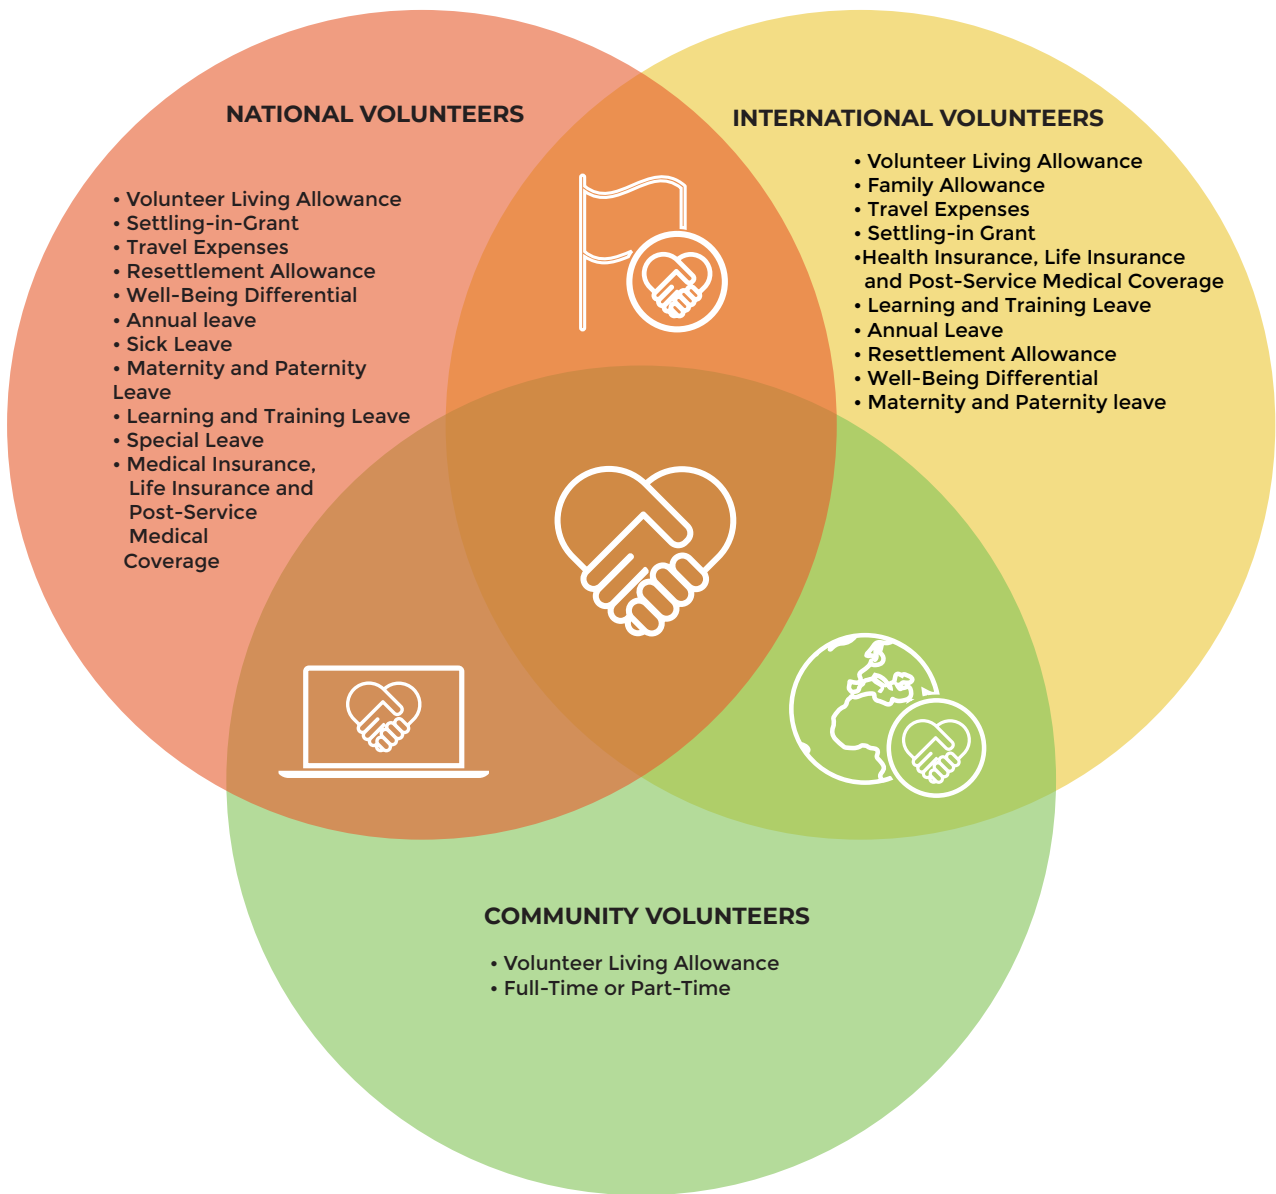 NATIONAL VOLUNTEERS
• Volunteer Living Allowance
• Settling-in-Grant
• Travel Expenses
• Resettlement Allowance
• Well-Being Differential
• Annual leave
• Sick Leave
• Maternity and Paternity
Leave
• Learning and Training Leave
• Special Leave
• Medical Insurance,
Life Insurance and
Post-Service
Medical
Coverage
INTERNATIONAL VOLUNTEERS
• Volunteer Living Allowance
• Family Allowance
• Travel Expenses
• Settling-in Grant
•Health Insurance, Life Insurance
and Post-Service Medical Coverage
• Learning and Training Leave
• Annual Leave
• Resettlement Allowance
• Well-Being Differential
• Maternity and Paternity leave
COMMUNITY VOLUNTEERS
• Volunteer Living Allowance
• Full-Time or Part-Time